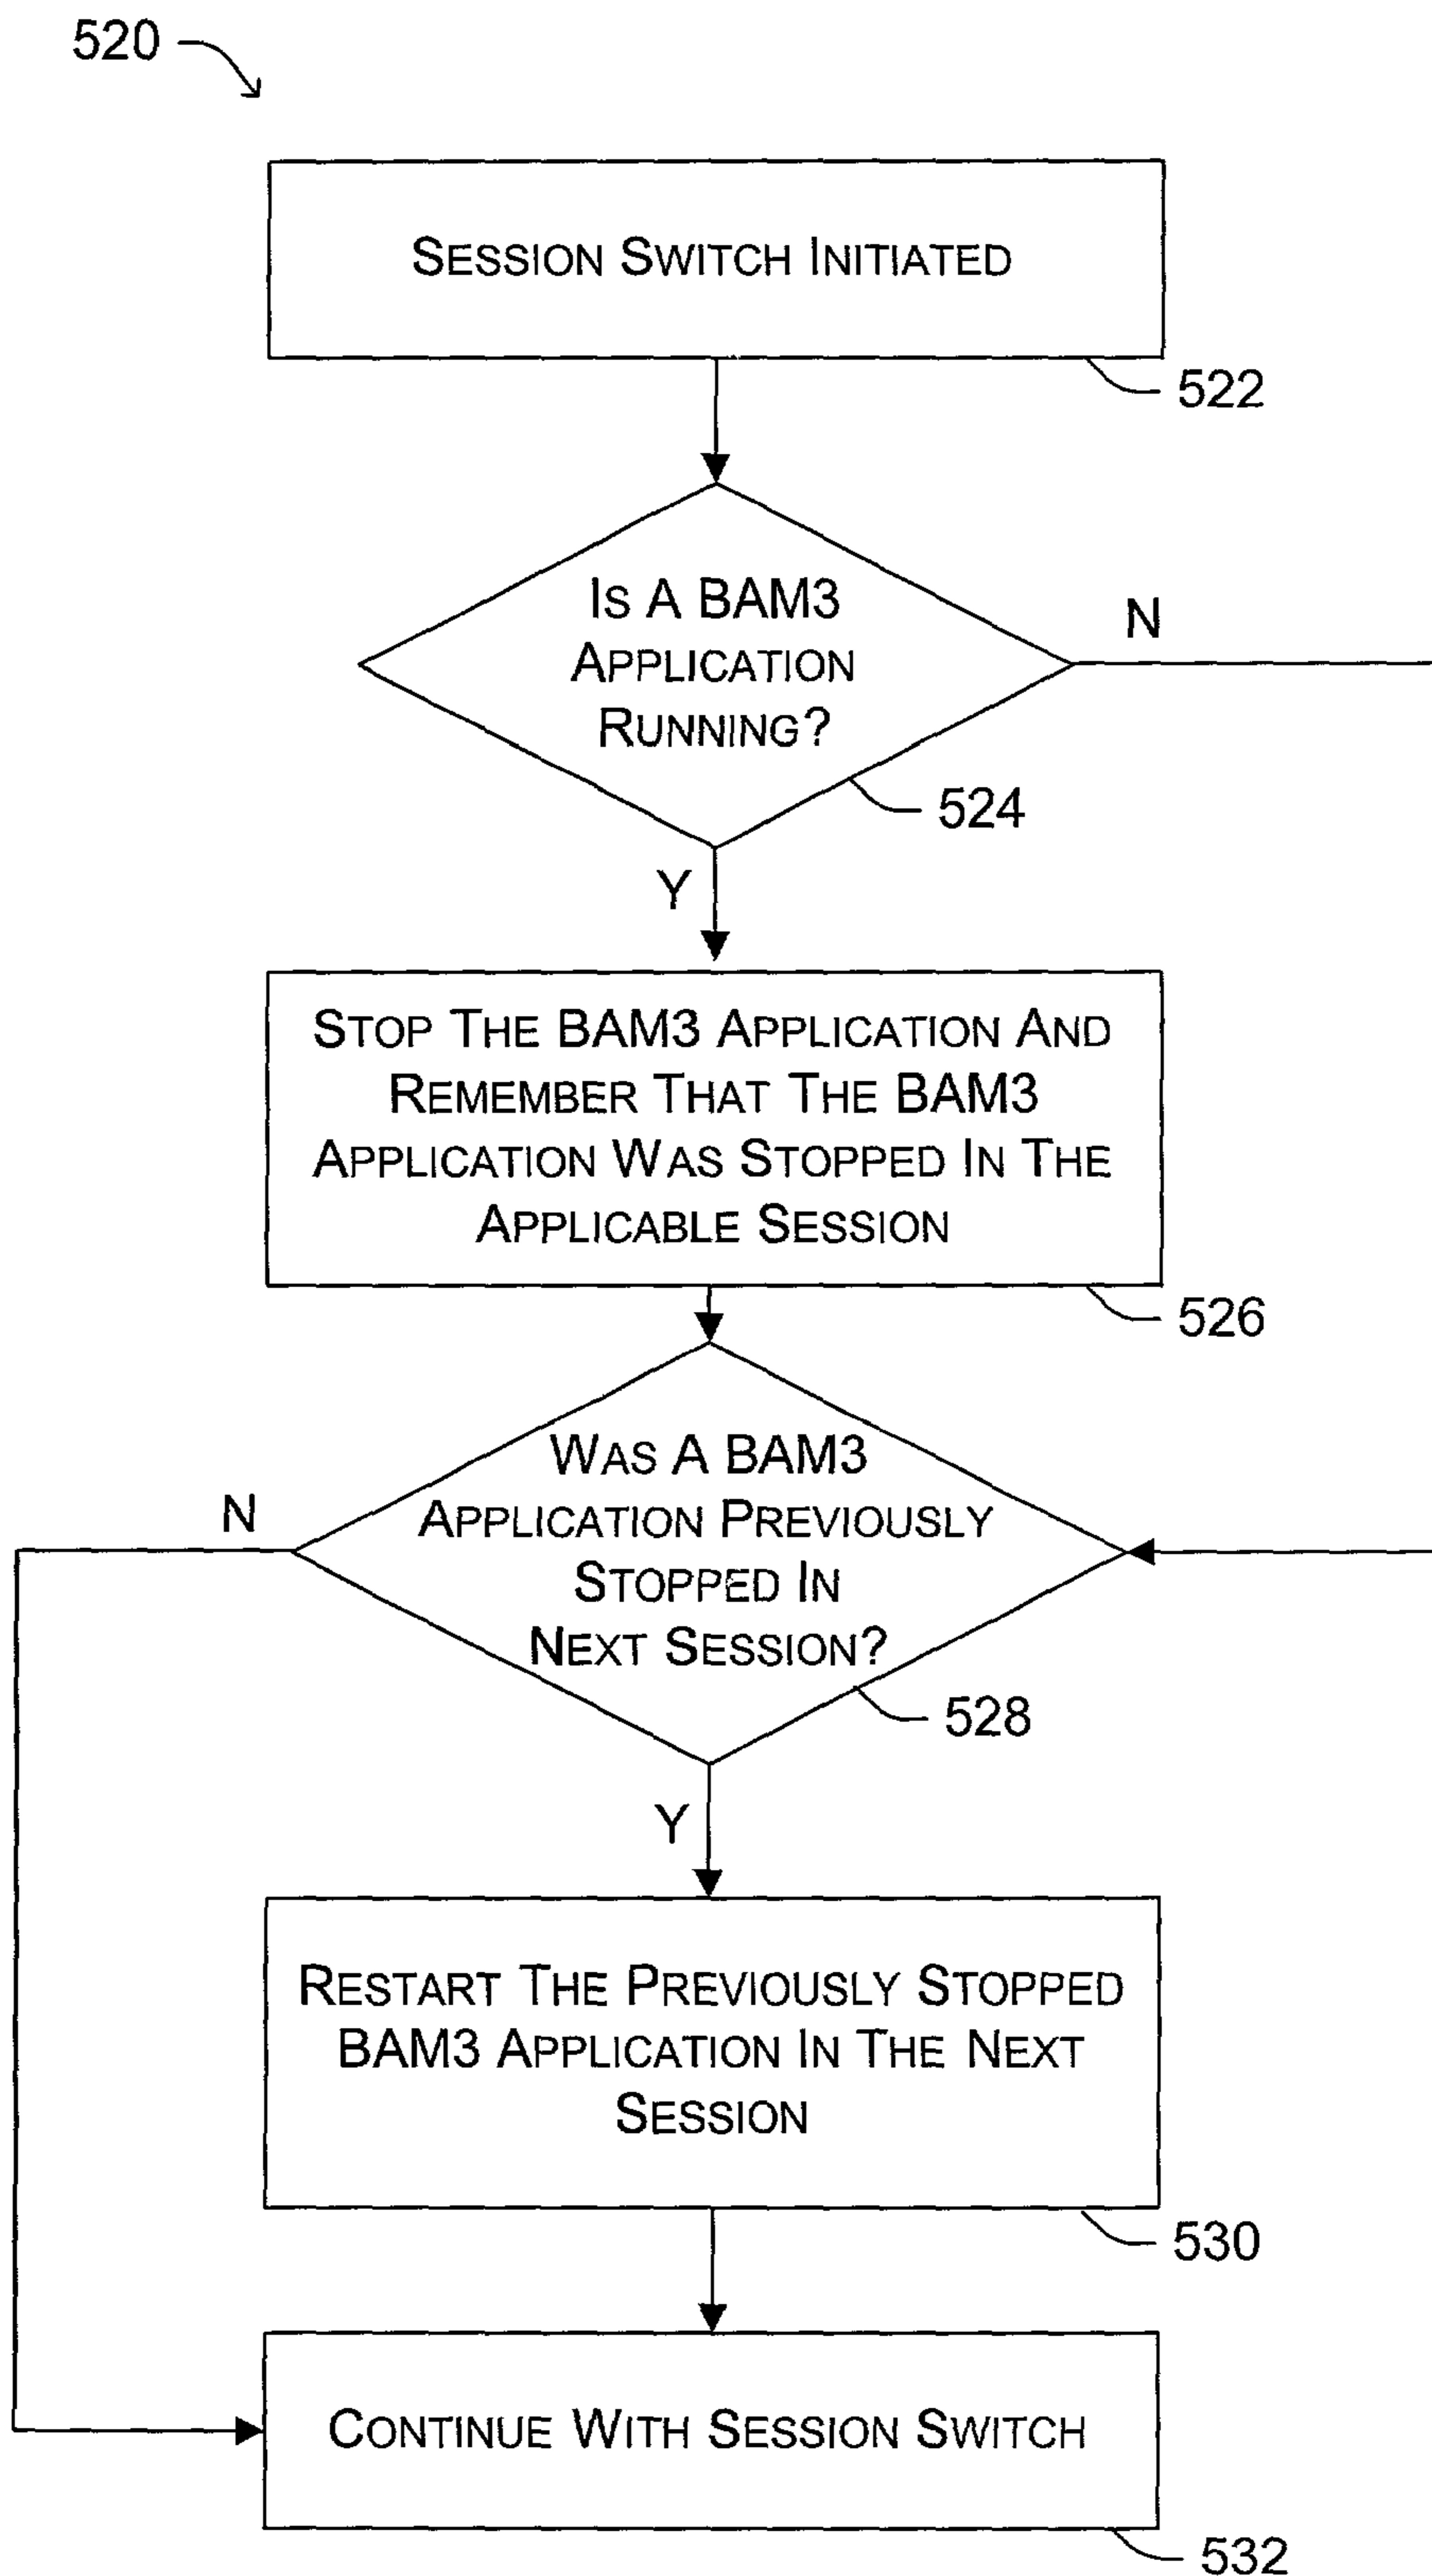 520
SESSION SWITCH INITIATED
522
IS A BAM3
APPLICATION
RUNNING?
N
524
Y
STOP THE BAM3 APPLICATION AND
REMEMBER THAT THE BAM3
APPLICATION WAS STOPPED IN THE
APPLICABLE SESSION
526
WAS A BAM3
APPLICATION PREVIOUSLY
STOPPED IN
NEXT SESSION?
N
528
Y
RESTART THE PREVIOUSLY STOPPED
BAM3 APPLICATION IN THE NEXT
SESSION
530
CONTINUE WITH SESSION SWITCH
532